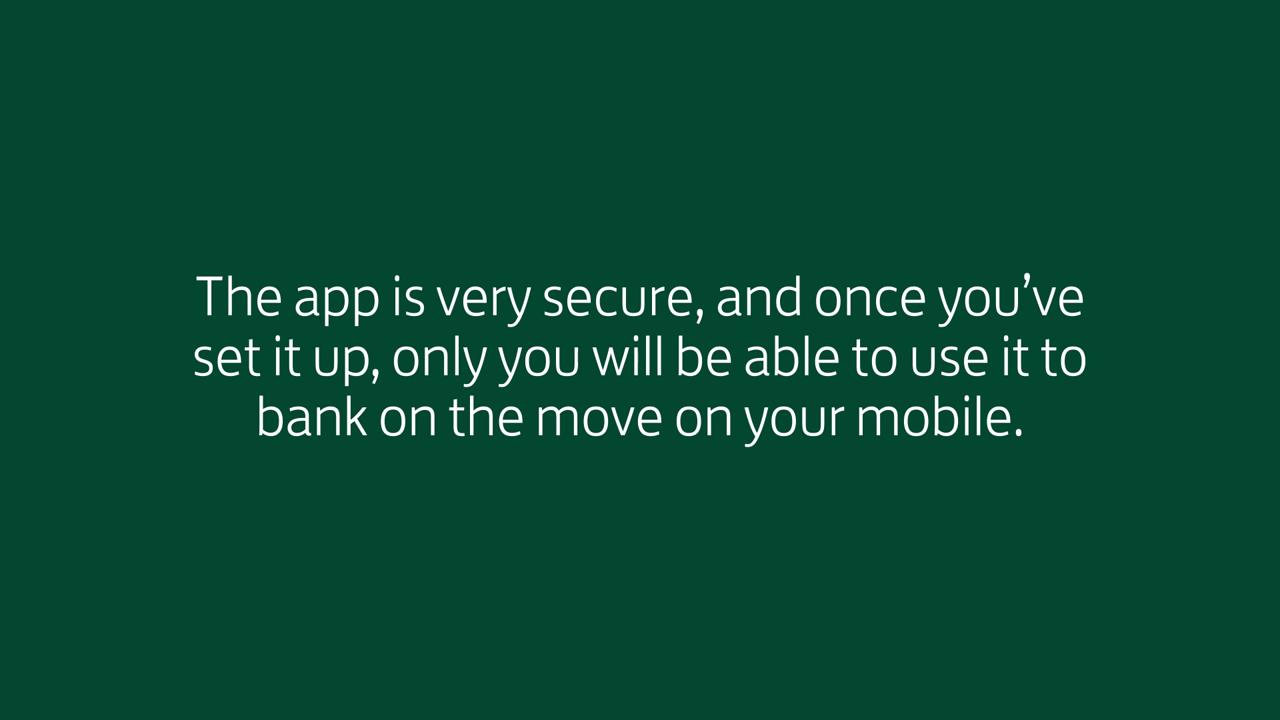 The app is very secure, and once you’ve
set it up, only you will be able to use it to
bank on the move on your mobile.